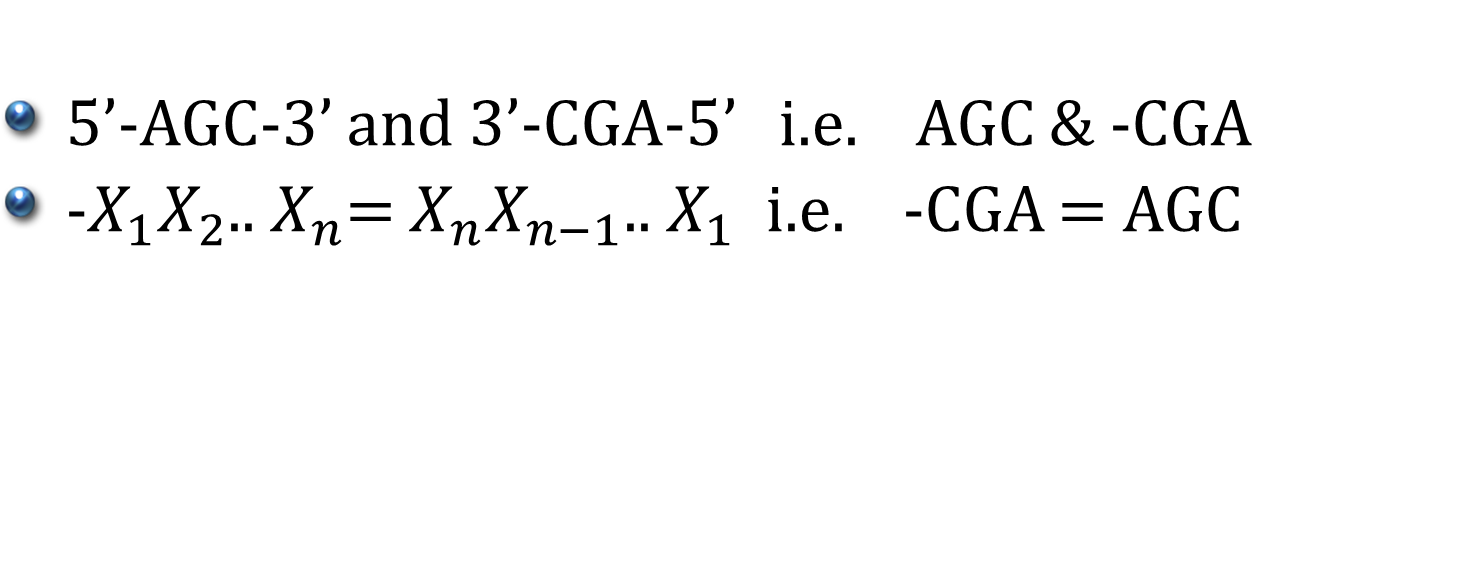 5’-AGC-3’ and 3’-CGA-5’ i.e. AGC & -CGA
-X₁X₂.. Xₙ= XₙXₙ₋₁.. X₁ i.e. -CGA = AGC